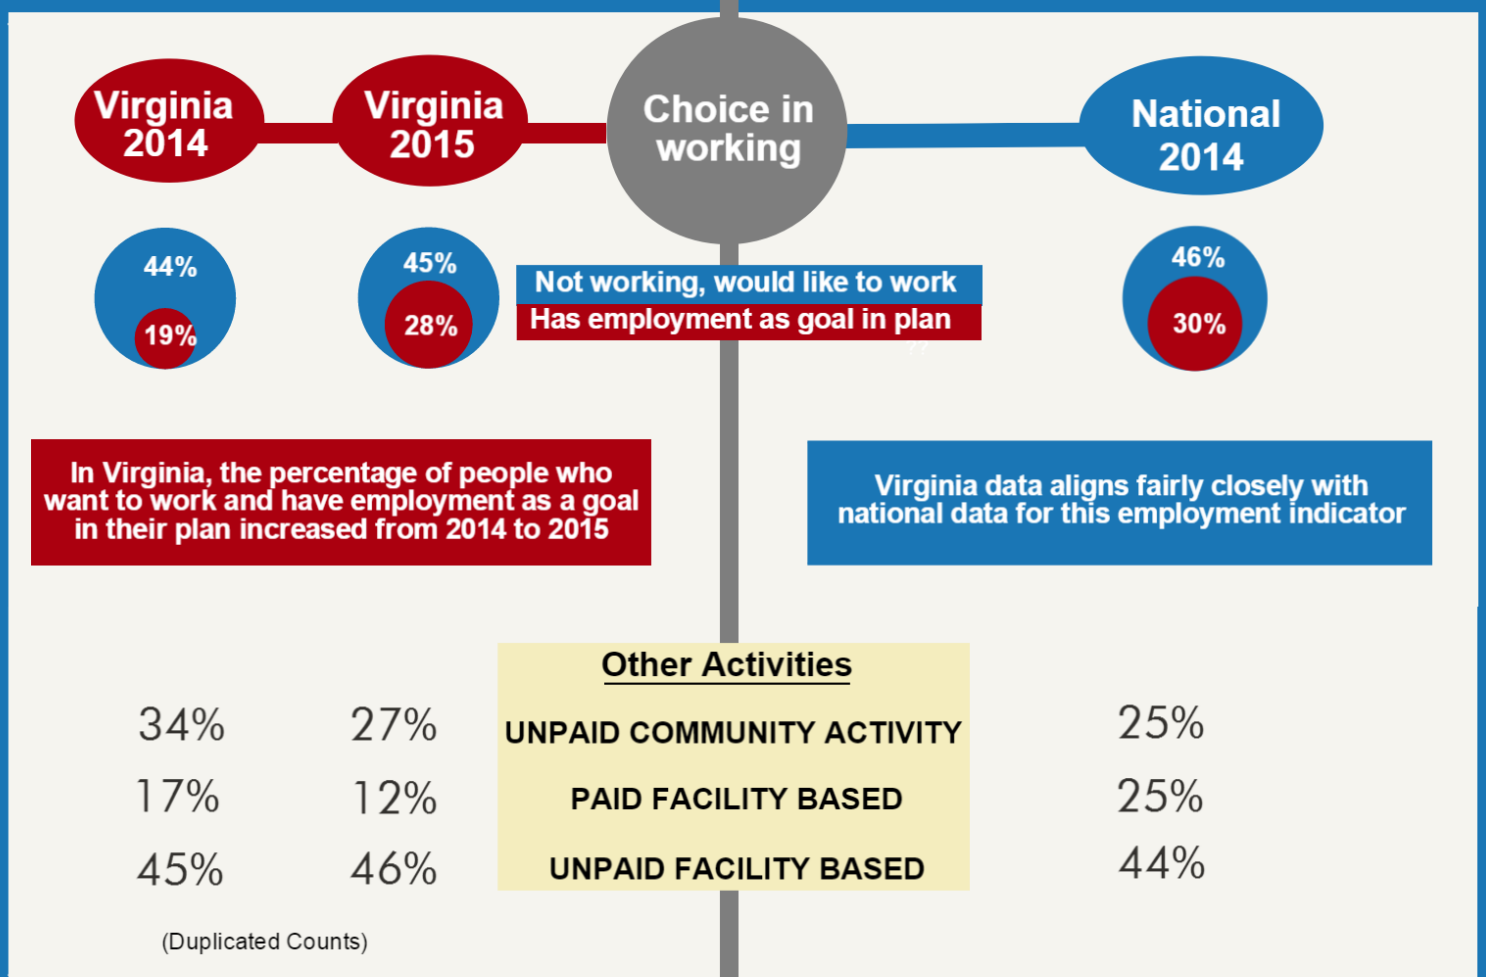 Virginia
2014
Virginia
2015
Choice in
working
National
2014
44%
19%
45%
28%
Not working, would like to work
Has employment as goal in plan
??
46%
30%
In Virginia, the percentage of people who
want to work and have employment as a goal
in their plan increased from 2014 to 2015
Virginia data aligns fairly closely with
national data for this employment indicator
Other Activities
34% 27% UNPAID COMMUNITY ACTIVITY 25%
17% 12% PAID FACILITY BASED 25%
45% 46% UNPAID FACILITY BASED 44%
(Duplicated Counts)